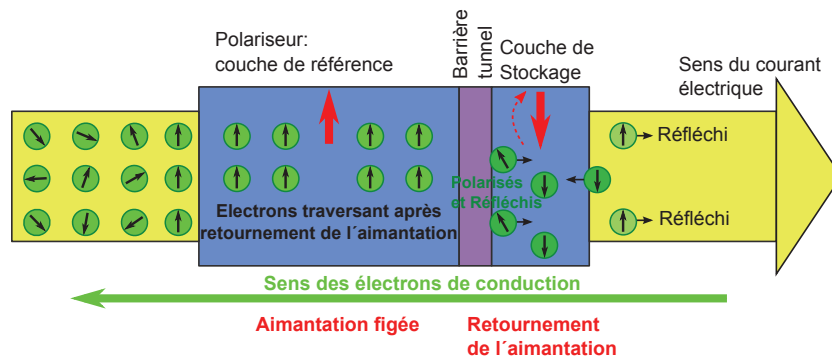 Polariseur:
couche de référence
Barrière
tunnel
Couche de
Stockage
Sens du courant
électrique
Réfléchi
Polarisés
et Réfléchis
Electrons traversant après
retournement de l´aimantation
Réfléchi
Sens des électrons de conduction
Aimantation figée
Retournement
de l´aimantation